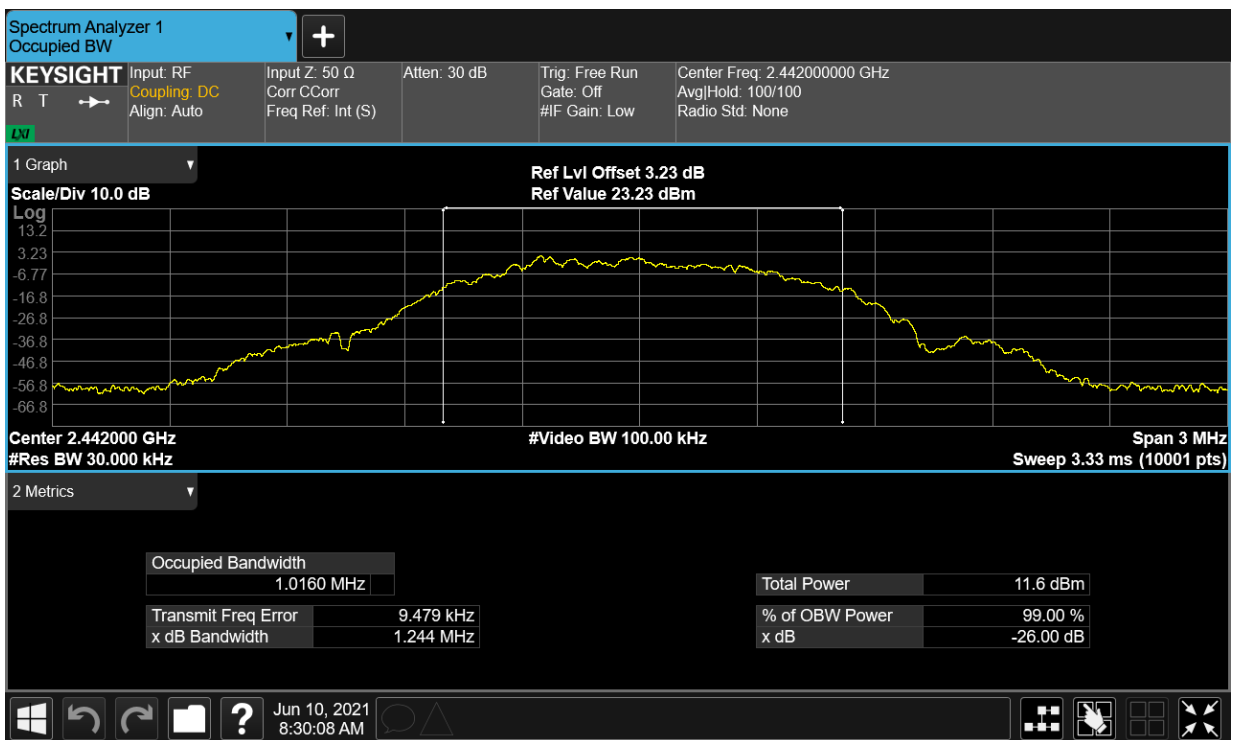 Spectrum Analyzer 1
Occupied BW
KEYSIGHT
R T
LXI
Input: RF
Coupling: DC
Align: Auto
Input Z: 50 Ω
Corr CCorr
Freq Ref: Int (S)
Atten: 30 dB
Trig: Free Run
Gate: Off
#IF Gain: Low
Center Freq: 2.442000000 GHz
Avg|Hold: 100/100
Radio Std: None
1 Graph
Scale/Div 10.0 dB
Ref Lvl Offset 3.23 dB
Ref Value 23.23 dBm
Log
13.2
3.23
-6.77
-16.8
-26.8
-36.8
-46.8
-56.8
-66.8
Center 2.442000 GHz
#Video BW 100.00 kHz
Span 3 MHz
#Res BW 30.000 kHz
Sweep 3.33 ms (10001 pts)
2 Metrics
Occupied Bandwidth
1.0160 MHz
Total Power 11.6 dBm
Transmit Freq Error 9.479 kHz
% of OBW Power 99.00 %
x dB Bandwidth 1.244 MHz
x dB -26.00 dB
?
Jun 10, 2021
8:30:08 AM